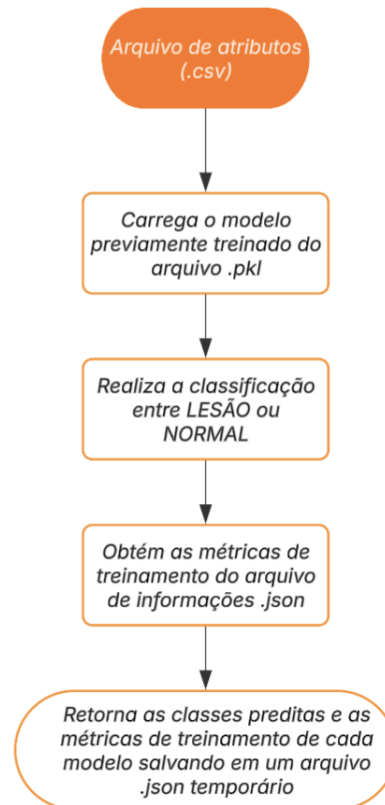 Arquivo de atributos
(.csv)
Carrega o modelo
previamente treinado do
arquivo .pkl
Realiza a classificação
entre LESÃO ou
NORMAL
Obtém as métricas de
treinamento do arquivo
de informações .json
Retorna as classes preditas e as
métricas de treinamento de cada
modelo salvando em um arquivo
.json temporário